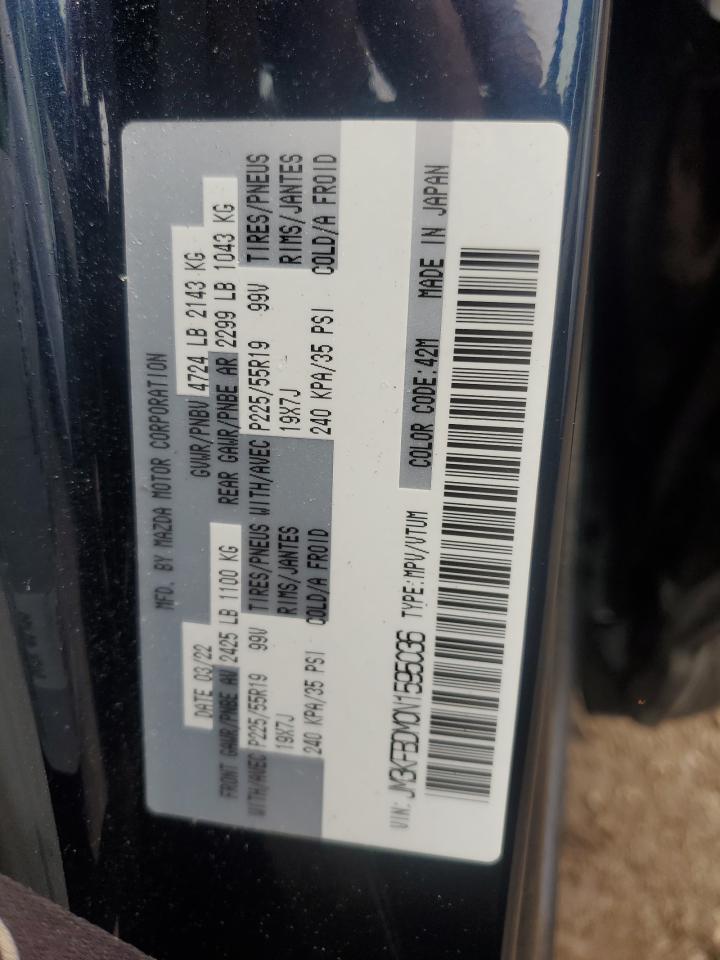 MFD. BY MAZDA MOTOR CORPORATION
DATE 03/22 GVWR/PNBV 4724 LB 2143 KG
FRONT GAWR/PNBE AV 2425 LB 1100 KG REAR GAWR/PNBE AR 2299 LB 1043 KG
WITH/AVEC P225/55R19 99V TIRES/PNEUS WITH/AVEC P225/55R19 99V TIRES/PNEUS
19X7J RIMS/JANTES 19X7J RIMS/JANTES
240 KPA/35 PSI COLD/A FROID 240 KPA/35 PSI COLD/A FROID
VIN: JM3KFBDM0N1595036 TYPE:MPV/VTUM COLOR CODE:42M MADE IN JAPAN